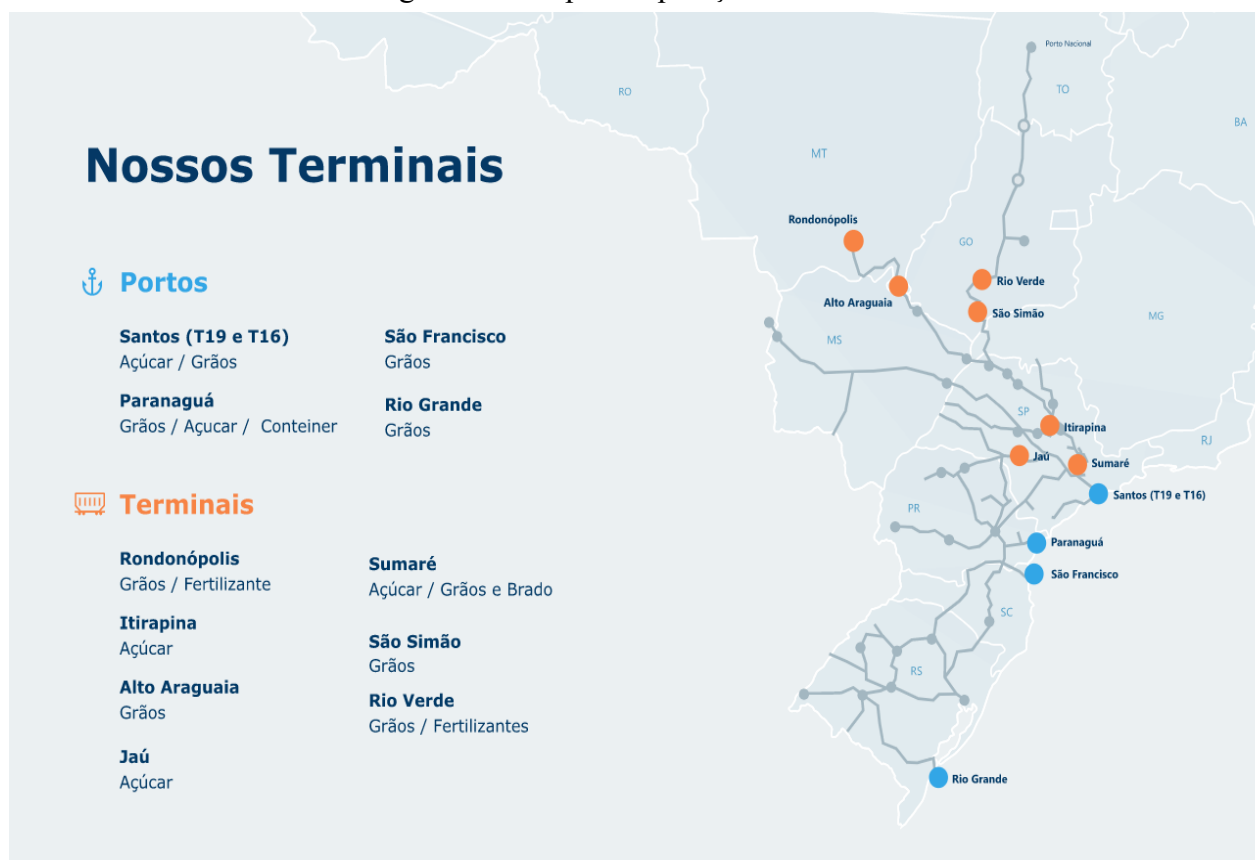 Nossos Terminais
Portos
Santos (T19 e T16)
Açúcar / Grãos
São Francisco
Grãos
Paranaguá
Grãos / Açucar / Conteiner
Rio Grande
Grãos
Terminais
Rondonópolis
Grãos / Fertilizante
Sumaré
Açúcar / Grãos e Brado
Itirapina
Açúcar
São Simão
Grãos
Alto Araguaia
Grãos
Rio Verde
Grãos / Fertilizantes
Jaú
Açúcar
Porto Nacional
RO
TO
BA
MT
Rondonópolis
GO
Rio Verde
Alto Araguaia
São Simão
MS
MG
SP
Itirapina
RJ
Jaú
Sumaré
Santos (T19 e T16)
PR
Paranaguá
São Francisco
SC
RS
Rio Grande